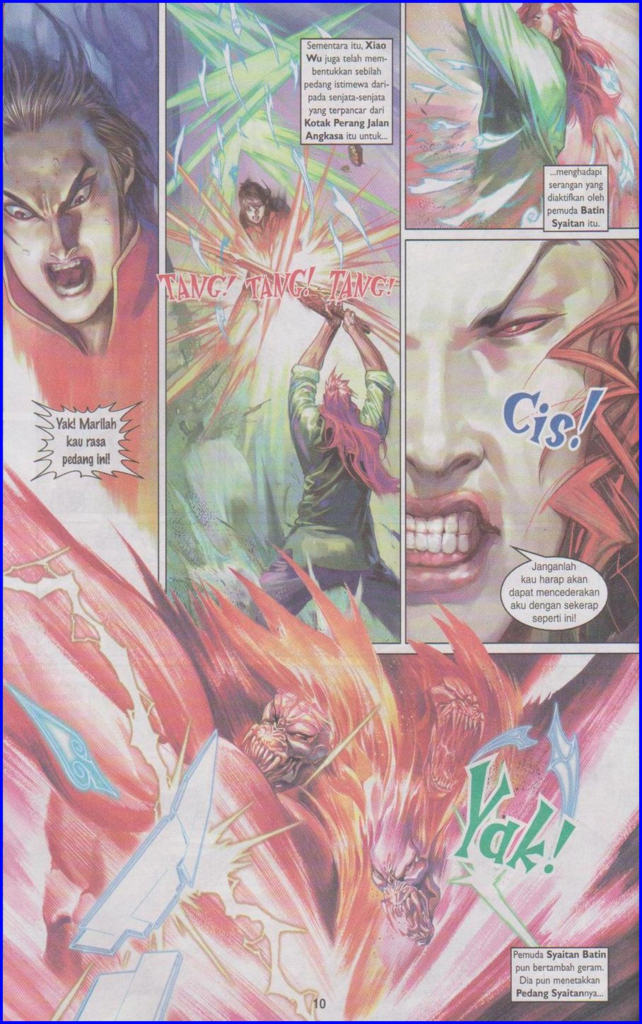 Yak! Marilah
kau rasa
pedang ini!
Sementara itu, Xiao
Wu juga telah mem-
bentukkan sebilah
pedang istimewa dari-
pada senjata-senjata
yang terpancar dari
Kotak Perang Jalan
Angkasa itu untuk...
TANG! TANG! TANG!
...menghadapi
serangan yang
diaktifkan oleh
pemuda Batin
Syaitan itu.
Cis!
Janganlah
kau harap akan
dapat mencederakan
aku dengan sekerap
seperti ini!
Yak!
Pemuda Syaitan Batin
pun bertambah geram.
Dia pun menetakkan
Pedang Syaitannya...
10